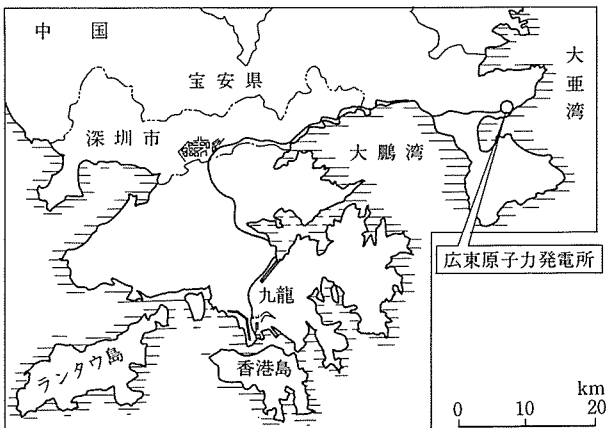 中国
宝安県
大亜湾
深圳市
大鵬湾
広東原子力発電所
九龍
ランタウ島
香港島
km
0 10 20